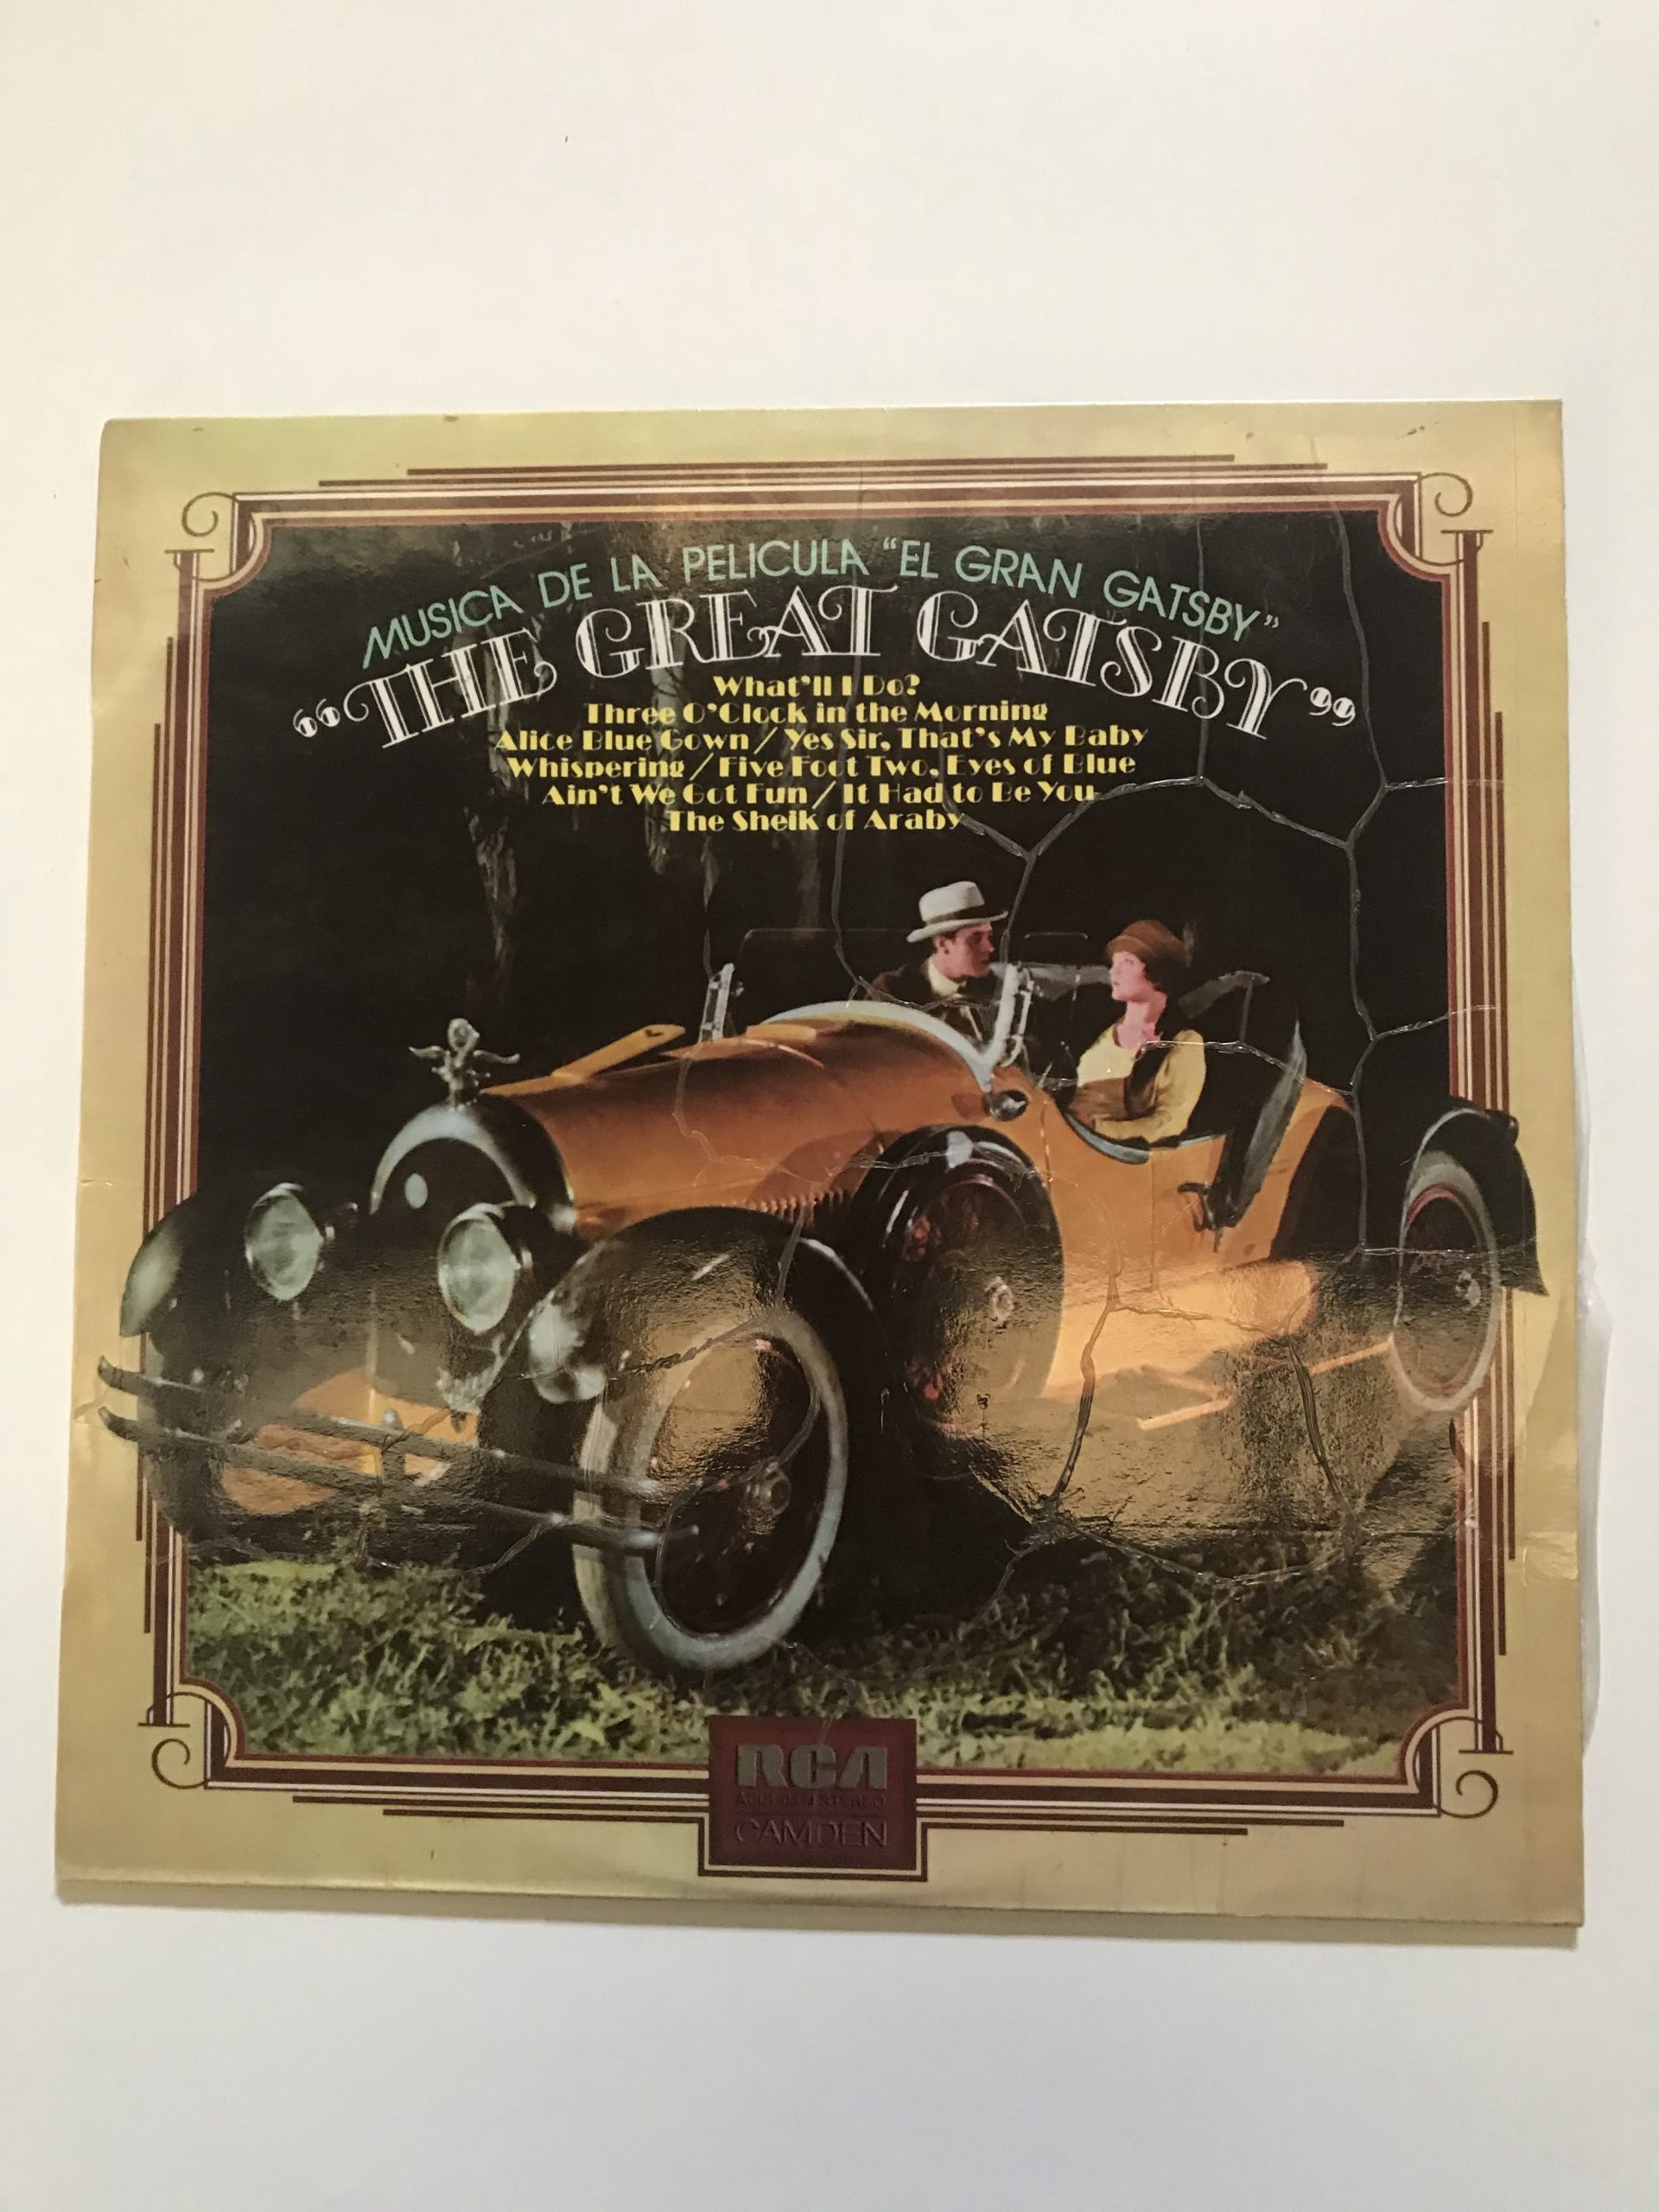 MUSICA DE LA PELICULA "EL GRAN GATSBY"
"THE GREAT GATSBY"
What'll I Do?
Three O'Clock in the Morning
Alice Blue Gown / Yes Sir, That's My Baby
Whispering / Five Foot Two, Eyes of Blue
Ain't We Got Fun / It Had to Be You
The Sheik of Araby
RCA
STEREO
CAMDEN